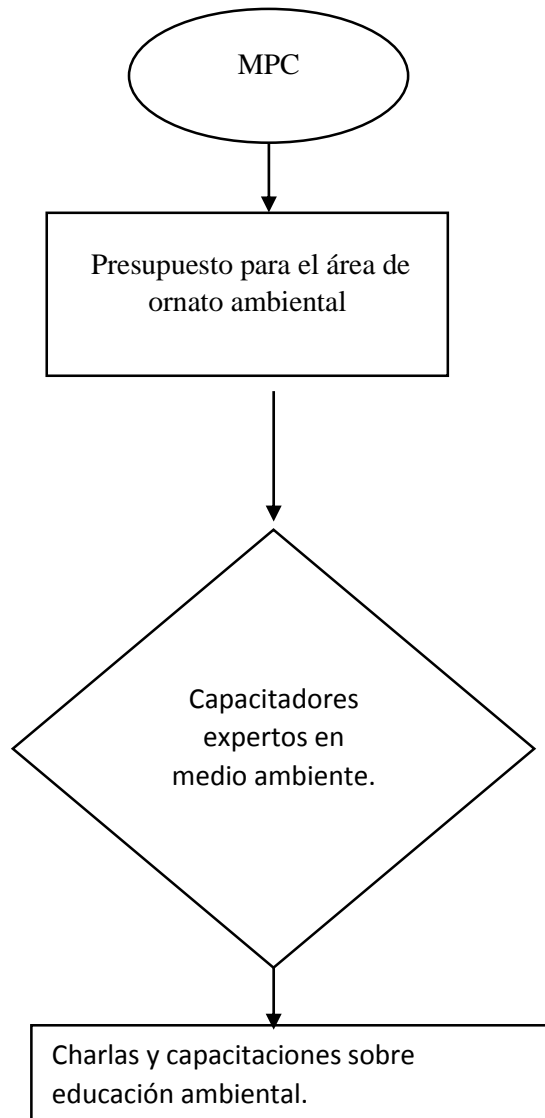 MPC
Presupuesto para el área de
ornato ambiental
Capacitadores
expertos en
medio ambiente.
Charlas y capacitaciones sobre
educación ambiental.